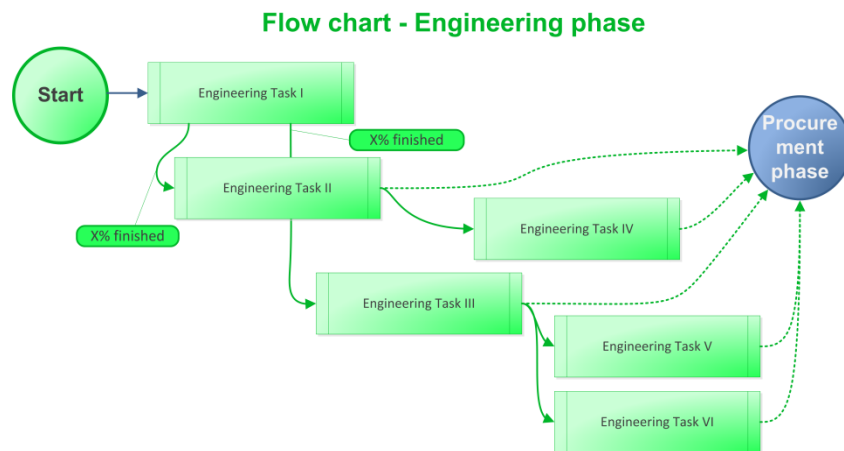 Flow chart - Engineering phase
Start
Engineering Task I
X% finished
Procure
ment
phase
Engineering Task II
X% finished
Engineering Task IV
Engineering Task III
Engineering Task V
Engineering Task VI